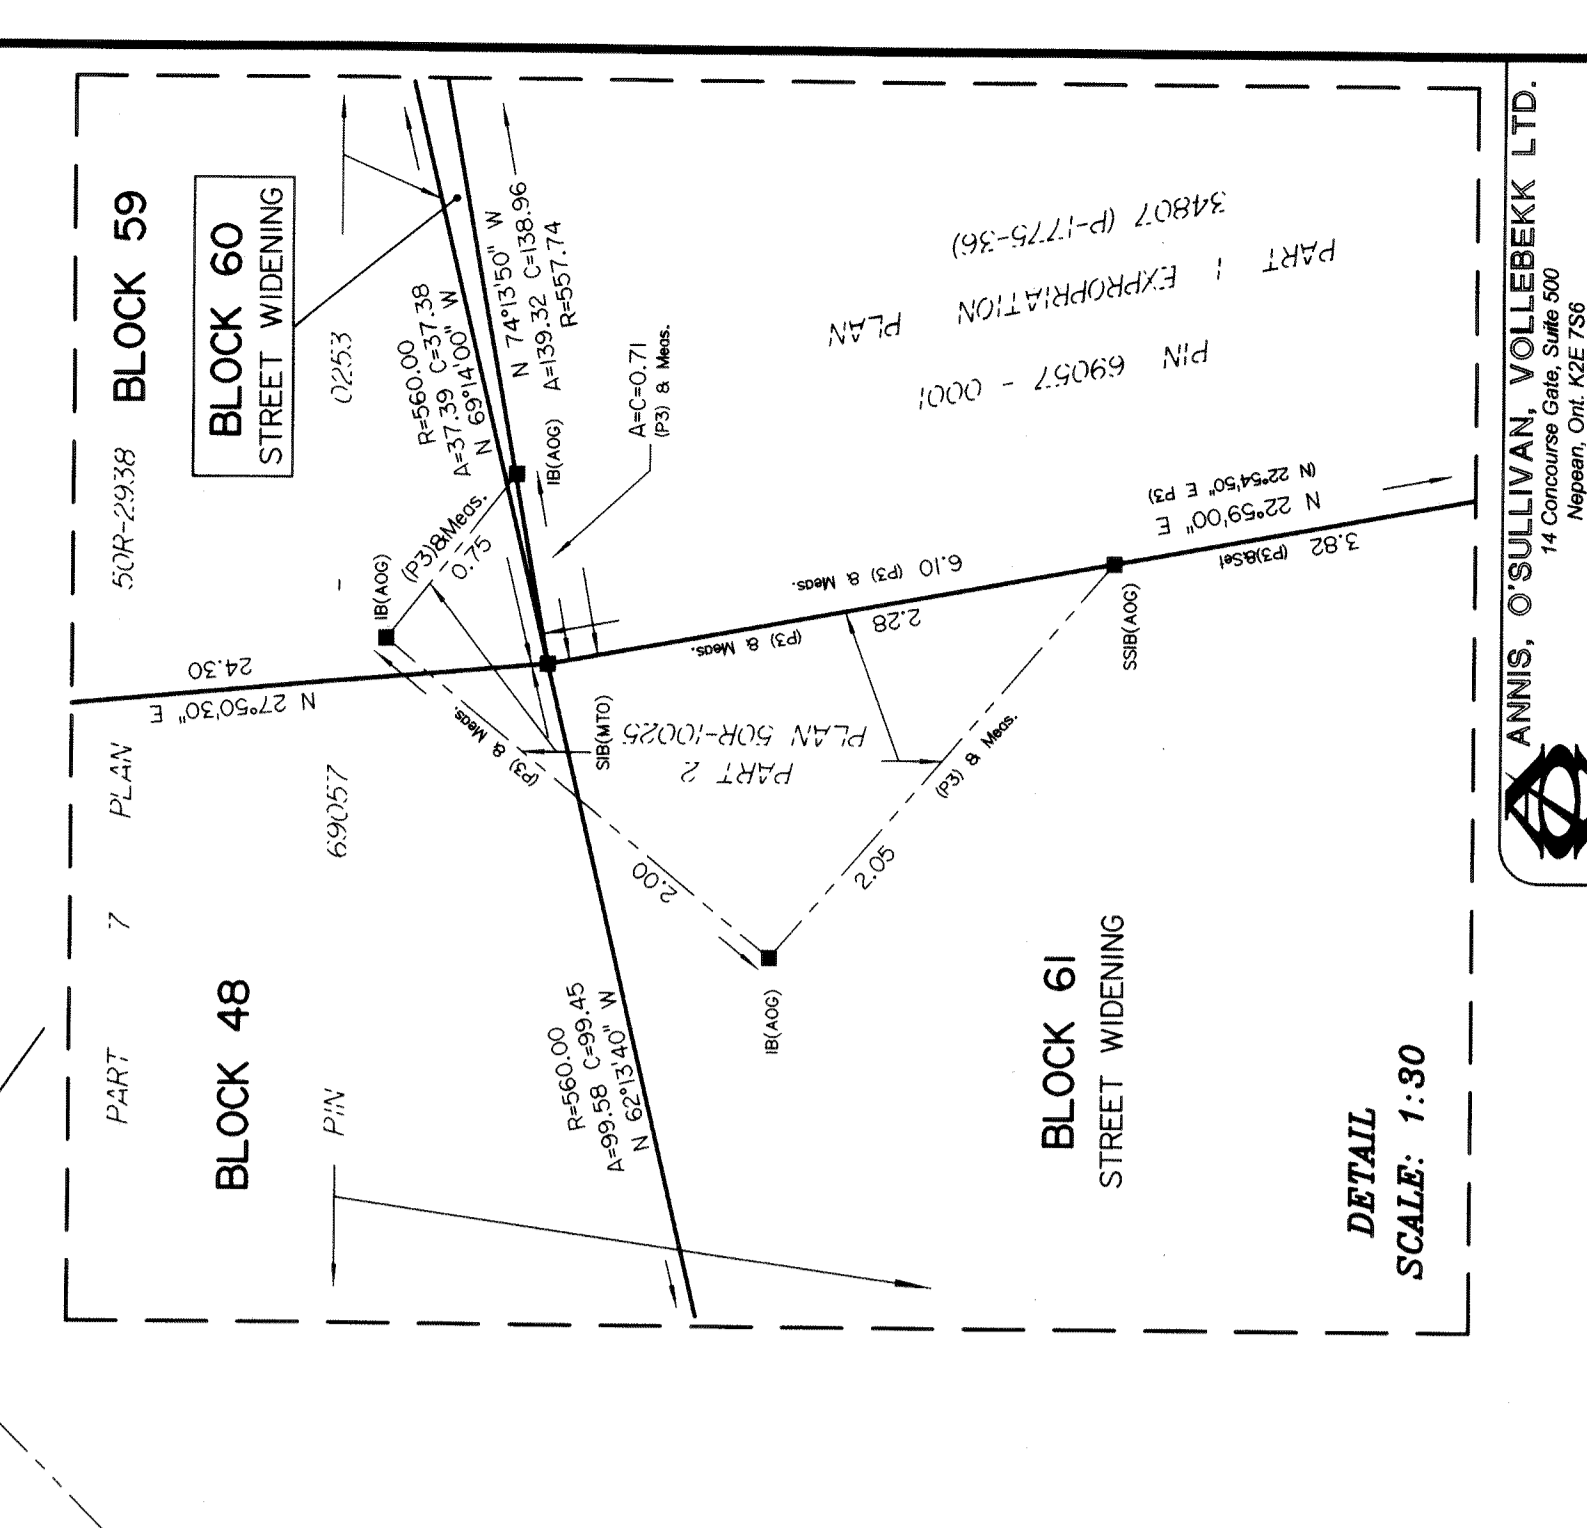 PART 7 PLAN 50R-2938
BLOCK 59
BLOCK 48
BLOCK 60
STREET WIDENING
PIN 69057 - 0253
N 27°50'30" E
24.30
R=560.00
A=37.39 C=37.38
N 69°14'00" W
N 74°13'50" W
A=139.32 C=138.96
R=557.74
IB(AOG)
(P3)&Meas.
0.75
IB(AOG)
A=C=0.71
(P3) & Meas.
SIB(MTO)
(P3) & Meas.
2.00
PART 2
PLAN 50R-10025
(P3) & Meas.
2.28
6.10 (P3) & Meas.
SSIB(AOG)
(P3) & Meas.
2.05
IB(AOG)
R=560.00
A=99.58 C=99.45
N 62°13'40" W
PART 1 EXPROPRIATION PLAN
34807 (P-1775-36)
PIN 69057 - 0001
N 22°59'00" E
(N 22°54'50" E P3)
3.82 (P3)&Set
BLOCK 61
STREET WIDENING
DETAIL
SCALE: 1:30
ANNIS, O'SULLIVAN, VOLLEBEKK LTD.
14 Concourse Gate, Suite 500
Nepean, Ont. K2E 7S6